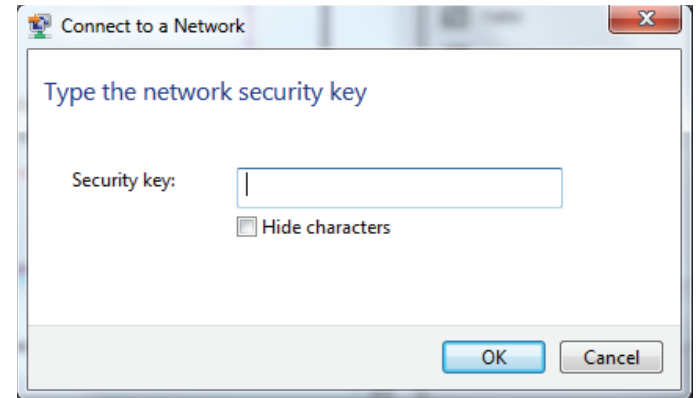 Connect to a Network
Type the network security key
Security key:
Hide characters
OK Cancel